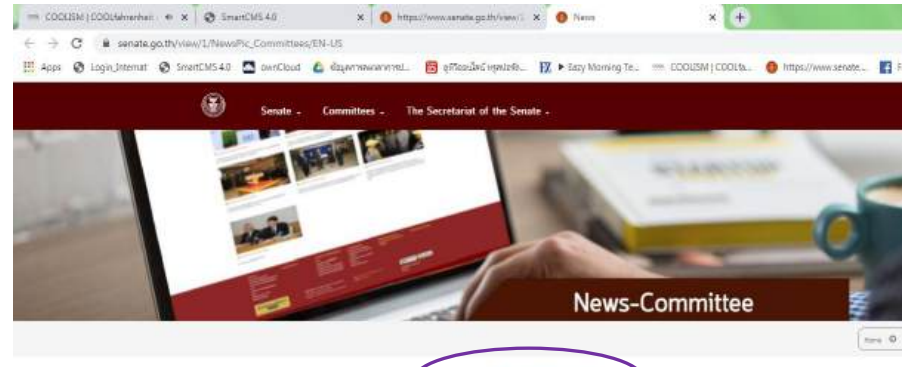 COOLISM | COOLfahrenheit
SmartCMS 4.0
https://www.senate.go.th/view/1
News
senate.go.th/view/1/NewsPic_Committees/EN-US
Apps
Login_Internet
SmartCMS 4.0
ownCloud
Eazy Morning Te...
COOLISM | COOLfa...
https://www.senate...
Senate
Committees
The Secretariat of the Senate
STARTUP
News-Committee
Home